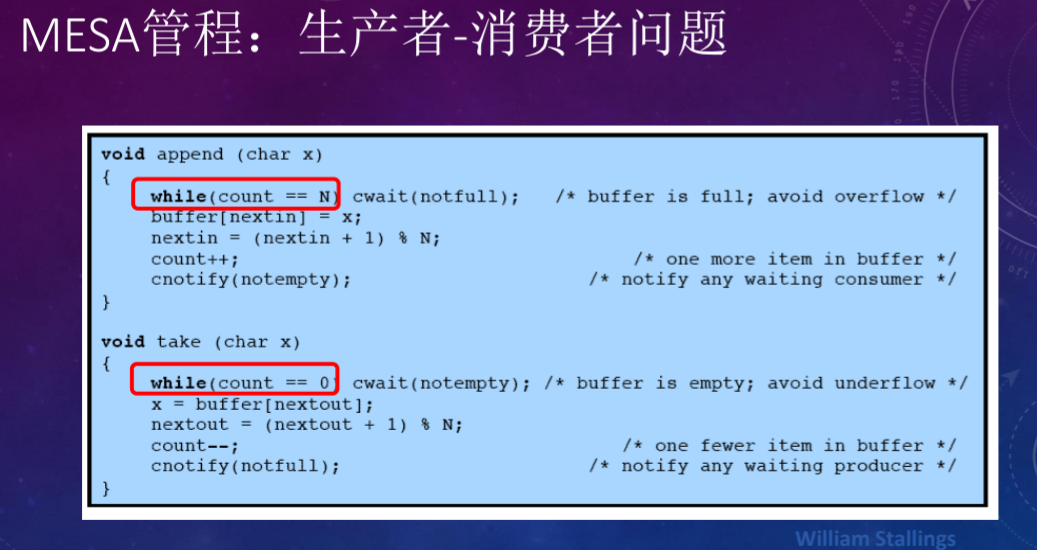 MESA管程：生产者-消费者问题
void append (char x)
{
while(count == N) cwait(notfull); /* buffer is full; avoid overflow */
buffer[nextin] = x;
nextin = (nextin + 1) % N;
count++; /* one more item in buffer */
cnotify(notempty); /* notify any waiting consumer */
}
void take (char x)
{
while(count == 0) cwait(notempty); /* buffer is empty; avoid underflow */
x = buffer[nextout];
nextout = (nextout + 1) % N;
count--; /* one fewer item in buffer */
cnotify(notfull); /* notify any waiting producer */
}
William Stallings